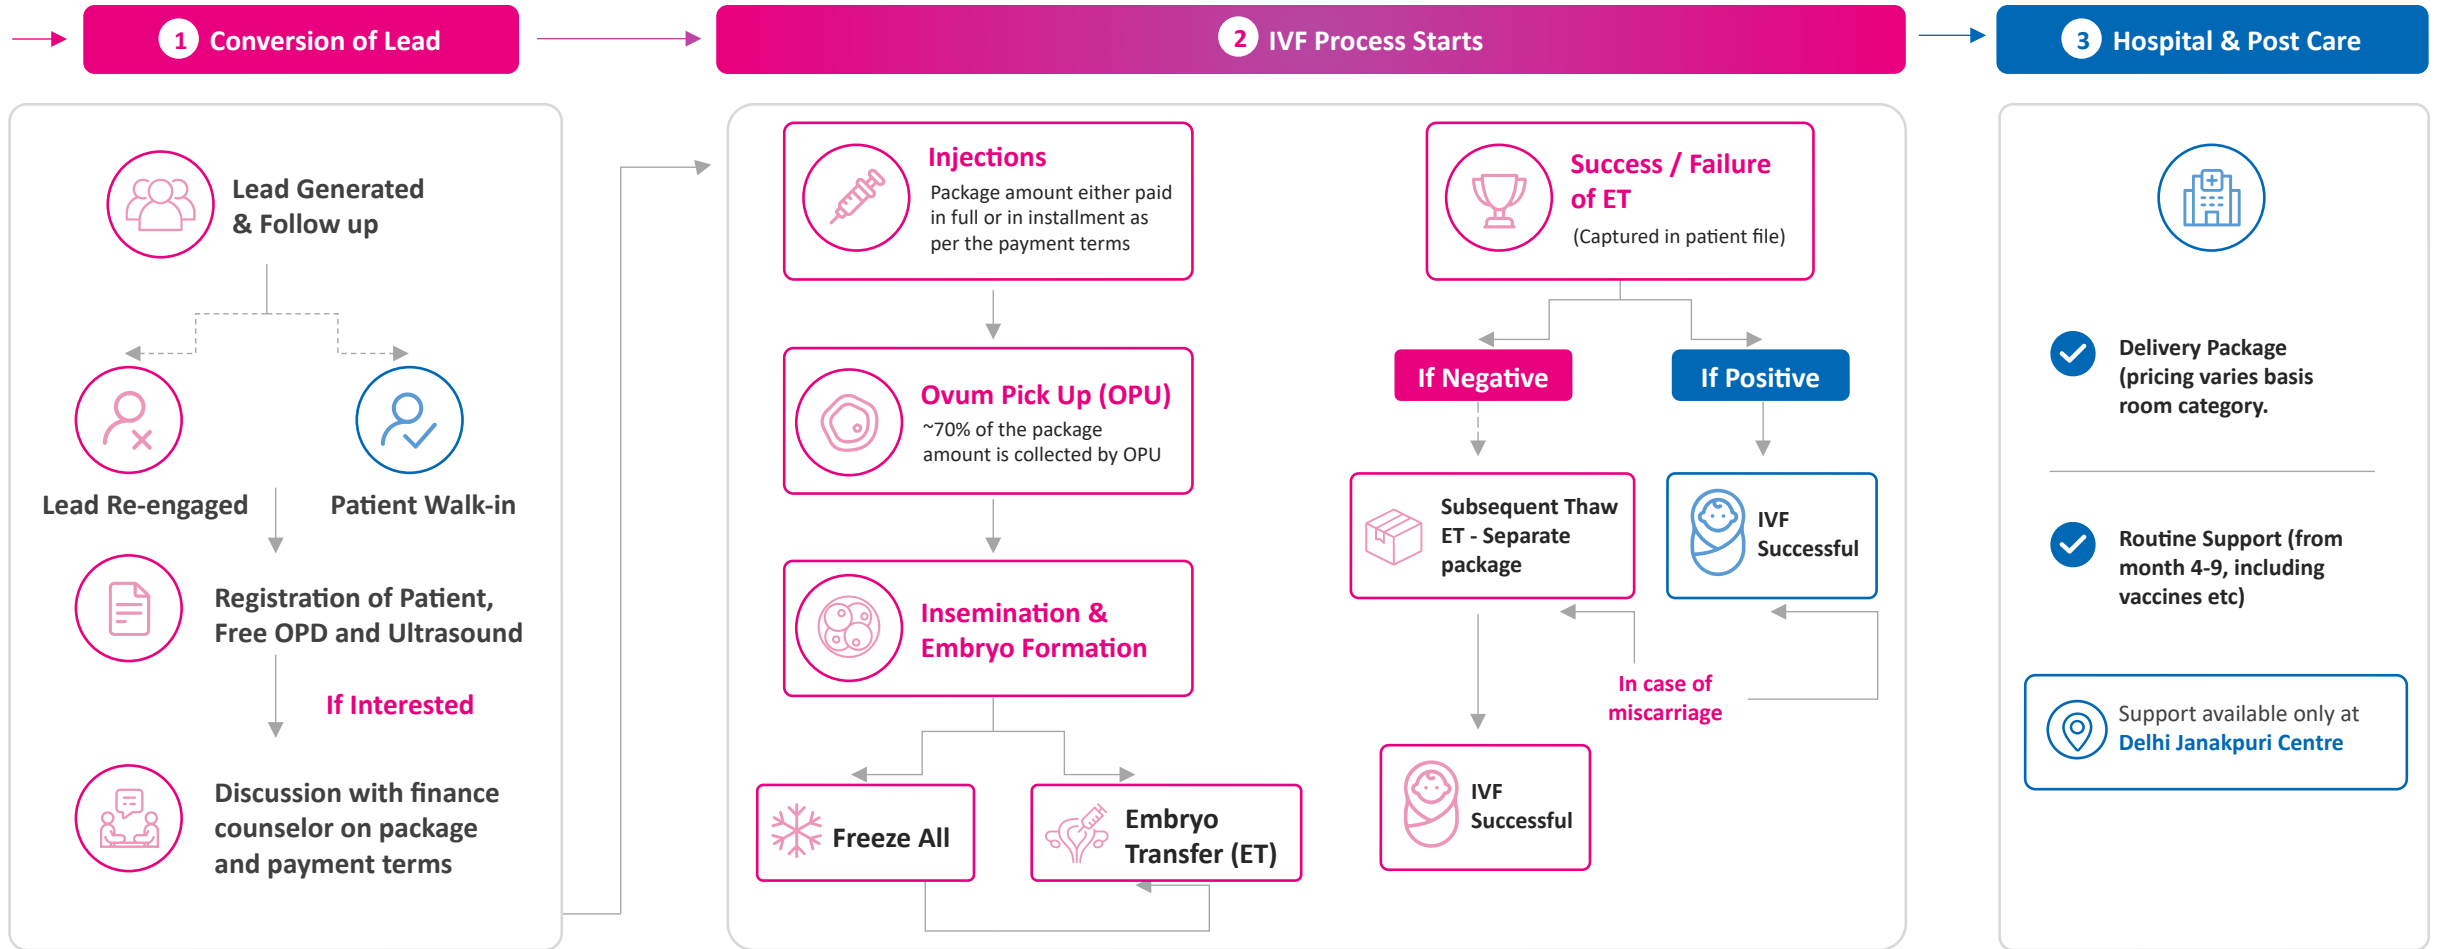 1 Conversion of Lead
2 IVF Process Starts
3 Hospital & Post Care
Lead Generated
& Follow up
Lead Re-engaged
Patient Walk-in
Registration of Patient,
Free OPD and Ultrasound
If Interested
Discussion with finance
counselor on package
and payment terms
Injections
Package amount either paid
in full or in installment as
per the payment terms
Ovum Pick Up (OPU)
~70% of the package
amount is collected by OPU
Insemination &
Embryo Formation
Freeze All
Embryo
Transfer (ET)
Success / Failure
of ET
(Captured in patient file)
If Negative
If Positive
Subsequent Thaw
ET - Separate
package
IVF
Successful
In case of
miscarriage
IVF
Successful
Delivery Package
(pricing varies basis
room category.
Routine Support (from
month 4-9, including
vaccines etc)
Support available only at
Delhi Janakpuri Centre